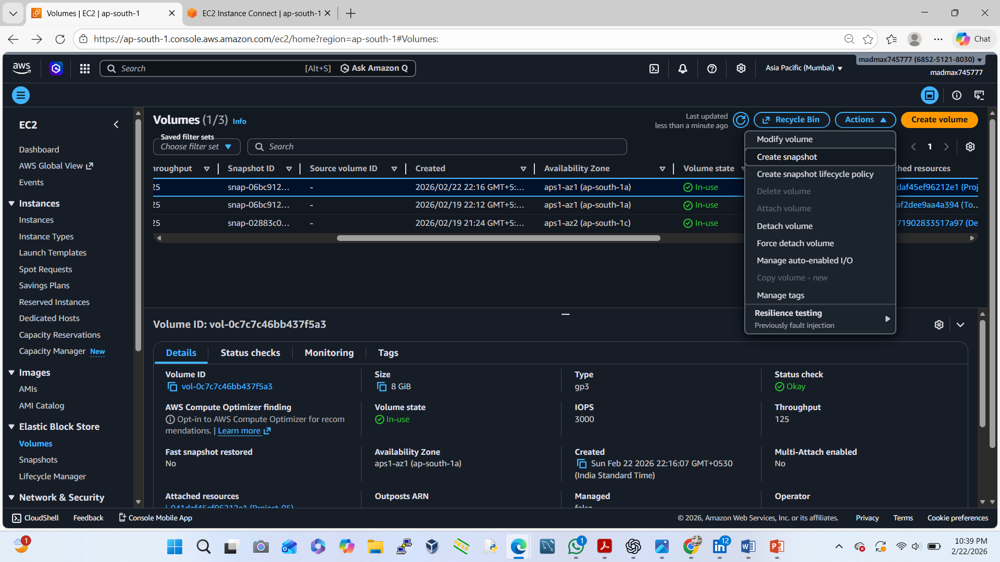 Volumes | EC2 | ap-south-1
EC2 Instance Connect | ap-south-1
https://ap-south-1.console.aws.amazon.com/ec2/home?region=ap-south-1#Volumes:
Chat
aws
Search
[Alt+S]
Ask Amazon Q
Asia Pacific (Mumbai)
madmax745777 (6852-5121-8030)
madmax745777
EC2
Dashboard
AWS Global View
Events
Instances
Instances
Instance Types
Launch Templates
Spot Requests
Savings Plans
Reserved Instances
Dedicated Hosts
Capacity Reservations
Capacity Manager New
Images
AMIs
AMI Catalog
Elastic Block Store
Volumes
Snapshots
Lifecycle Manager
Network & Security
Volumes (1/3) Info
Last updated
less than a minute ago
Recycle Bin
Actions
Create volume
Saved filter sets
Choose filter set
Search
1
hroughput Snapshot ID Source volume ID Created Availability Zone Volume state hed resources
25 snap-06bc912... - 2026/02/22 22:16 GMT+5:... aps1-az1 (ap-south-1a) In-use daf45ef96212e1 (Proj
25 snap-06bc912... - 2026/02/19 22:12 GMT+5:... aps1-az1 (ap-south-1a) In-use af2dee9aa4a394 (To...
25 snap-02883c0... - 2026/02/19 21:24 GMT+5:... aps1-az2 (ap-south-1c) In-use 71902833517a97 (De
Modify volume
Create snapshot
Create snapshot lifecycle policy
Delete volume
Attach volume
Detach volume
Force detach volume
Manage auto-enabled I/O
Copy volume - new
Manage tags
Resilience testing
Previously fault injection
Volume ID: vol-0c7c7c46bb437f5a3
Details
Status checks
Monitoring
Tags
Volume ID
vol-0c7c7c46bb437f5a3
Size
8 GiB
Type
gp3
Status check
Okay
AWS Compute Optimizer finding
Opt-in to AWS Compute Optimizer for recom
mendations. | Learn more
Volume state
In-use
IOPS
3000
Throughput
125
Fast snapshot restored
No
Availability Zone
aps1-az1 (ap-south-1a)
Created
Sun Feb 22 2026 22:16:07 GMT+0530
(India Standard Time)
Multi-Attach enabled
No
Attached resources
i-041daf45ef96212e1 (Project-05)
Outposts ARN
Managed
false
Operator
CloudShell
Feedback
Console Mobile App
© 2026, Amazon Web Services, Inc. or its affiliates.
Privacy
Terms
Cookie preferences
1
TFTP
1
12
10:39 PM
2/22/2026